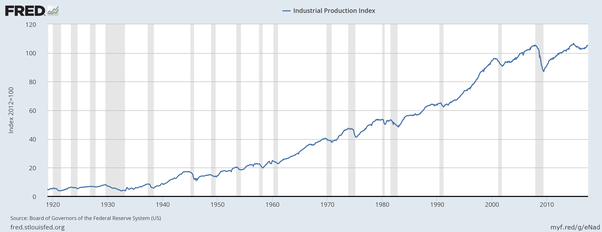 FRED
Industrial Production Index
120
100
80
60
40
20
0
Index 2012=100
1920
1930
1940
1950
1960
1970
1980
1990
2000
2010
Source: Board of Governors of the Federal Reserve System (US)
fred.stlouisfed.org
myf.red/g/eNad